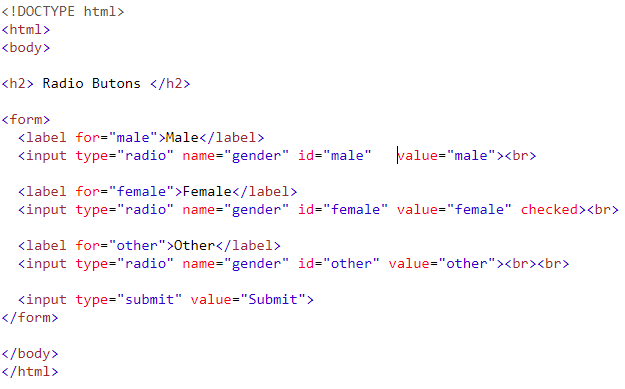 <!DOCTYPE html>
<html>
<body>

<h2> Radio Butons </h2>

<form>
  <label for="male">Male</label>
  <input type="radio" name="gender" id="male"   value="male"><br>

  <label for="female">Female</label>
  <input type="radio" name="gender" id="female" value="female" checked><br>

  <label for="other">Other</label>
  <input type="radio" name="gender" id="other" value="other"><br><br>

  <input type="submit" value="Submit">
</form>

</body>
</html>